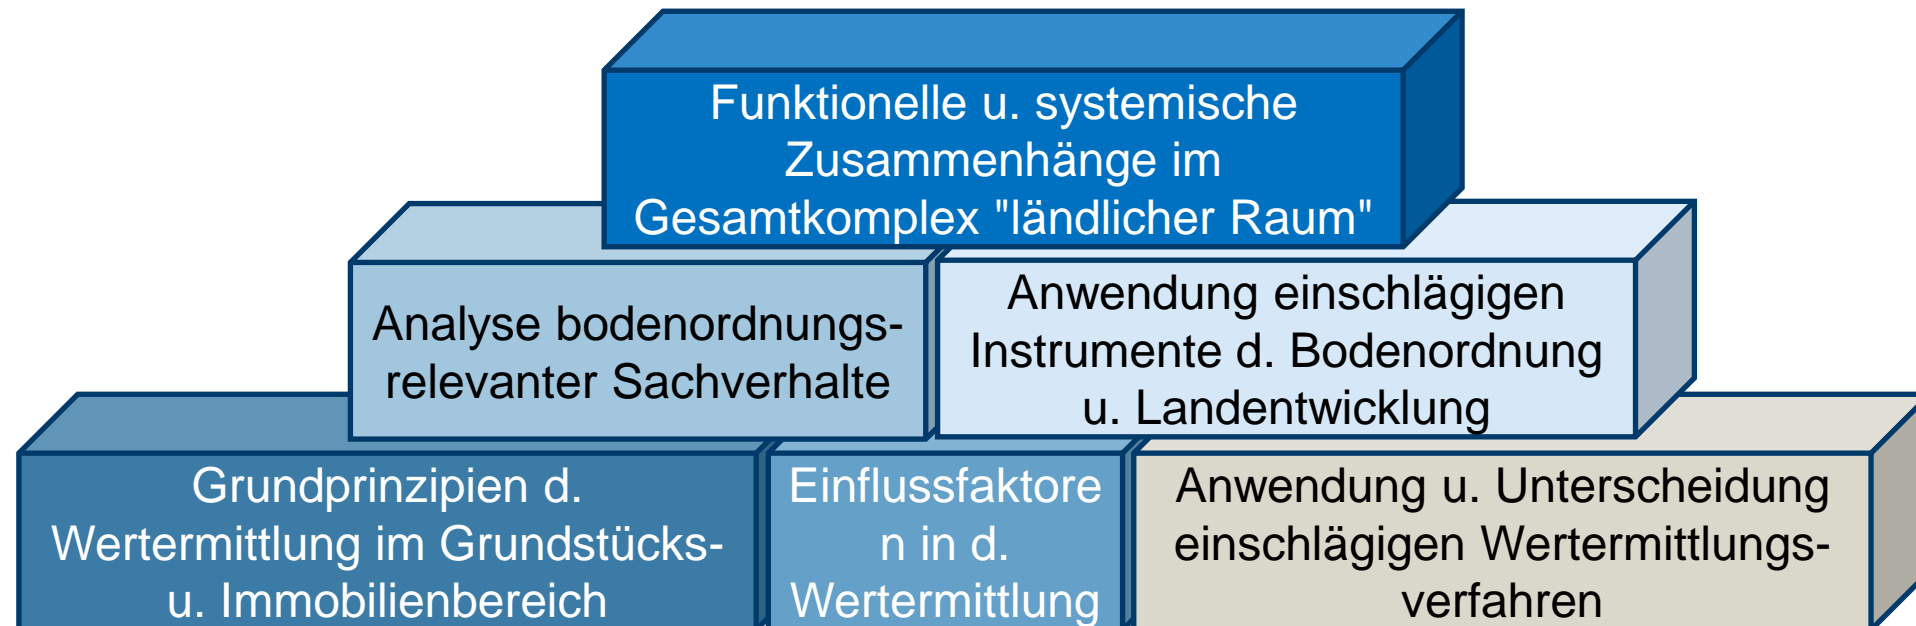 Funktionelle u. systemische
Zusammenhänge im
Gesamtkomplex "ländlicher Raum"
Analyse bodenordnungs-
relevanter Sachverhalte
Anwendung einschlägigen
Instrumente d. Bodenordnung
u. Landentwicklung
Grundprinzipien d.
Wertermittlung im Grundstücks-
u. Immobilienbereich
Einflussfaktore
n in d.
Wertermittlung
Anwendung u. Unterscheidung
einschlägigen Wertermittlungs-
verfahren